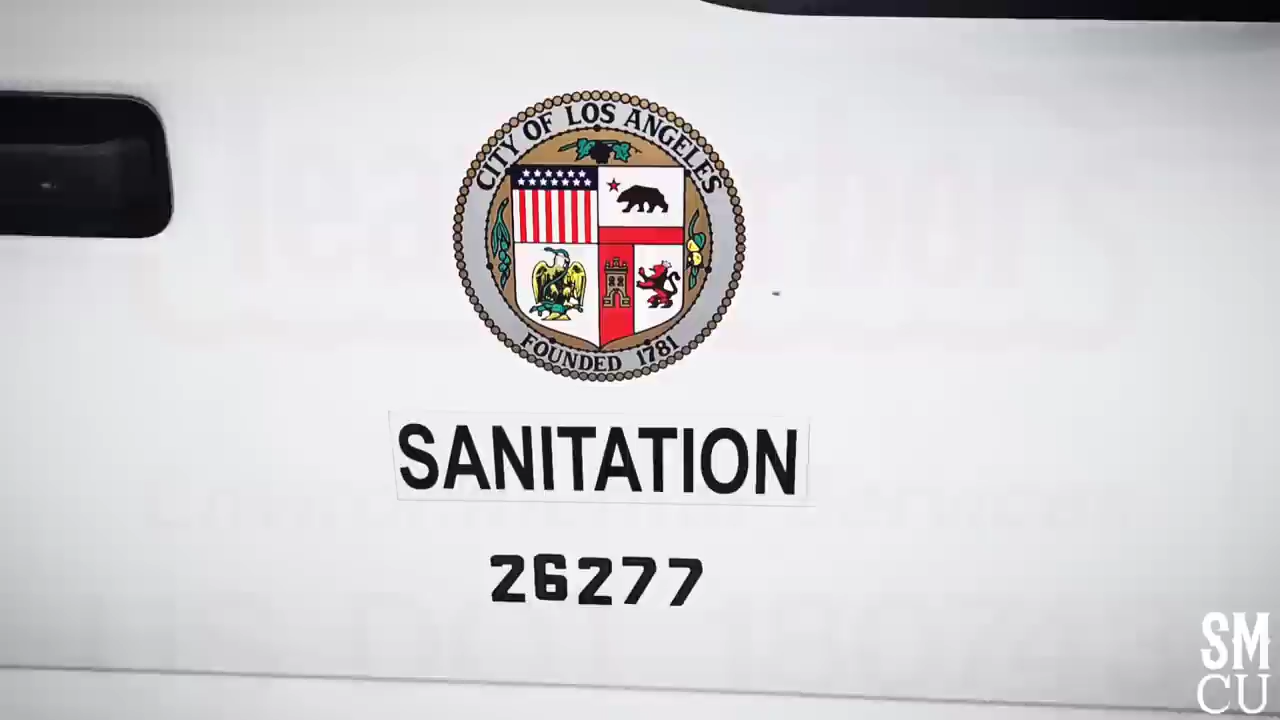 CITY OF LOS ANGELES
FOUNDED 1781
SANITATION
26277
SM
CU